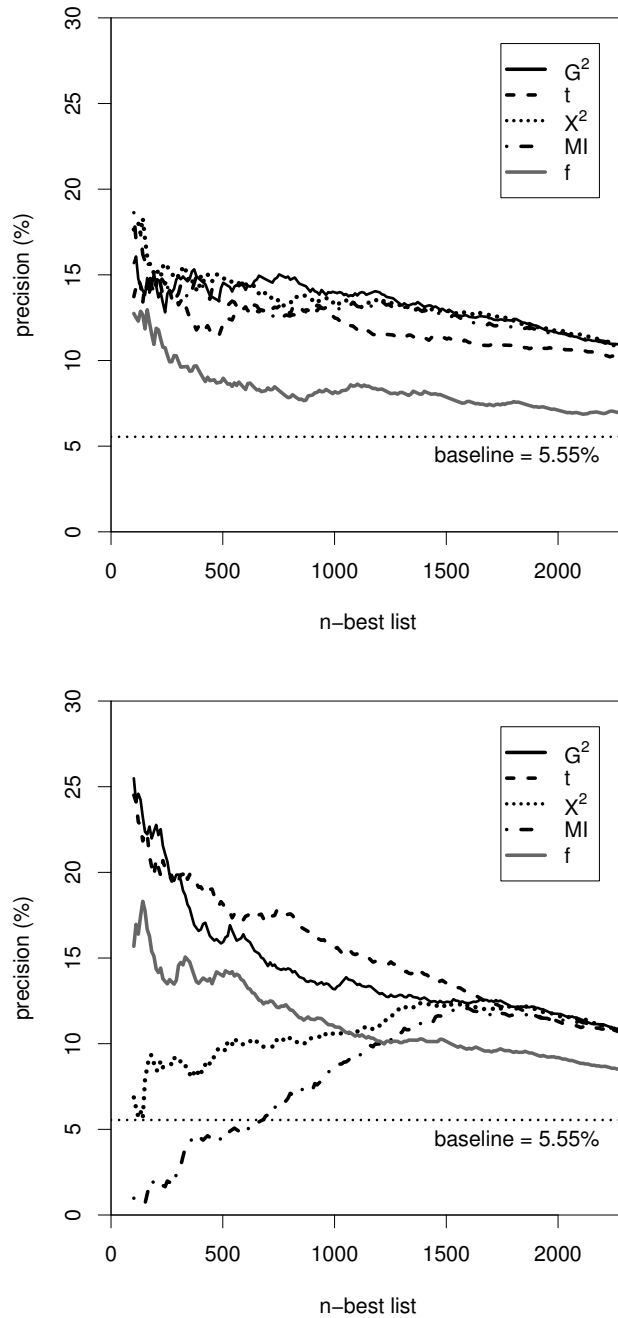 30
25
20
15
10
5
0
precision (%)
G²
t
X²
MI
f
baseline = 5.55%
0 500 1000 1500 2000
n−best list
30
25
20
15
10
5
0
precision (%)
G²
t
X²
MI
f
baseline = 5.55%
0 500 1000 1500 2000
n−best list